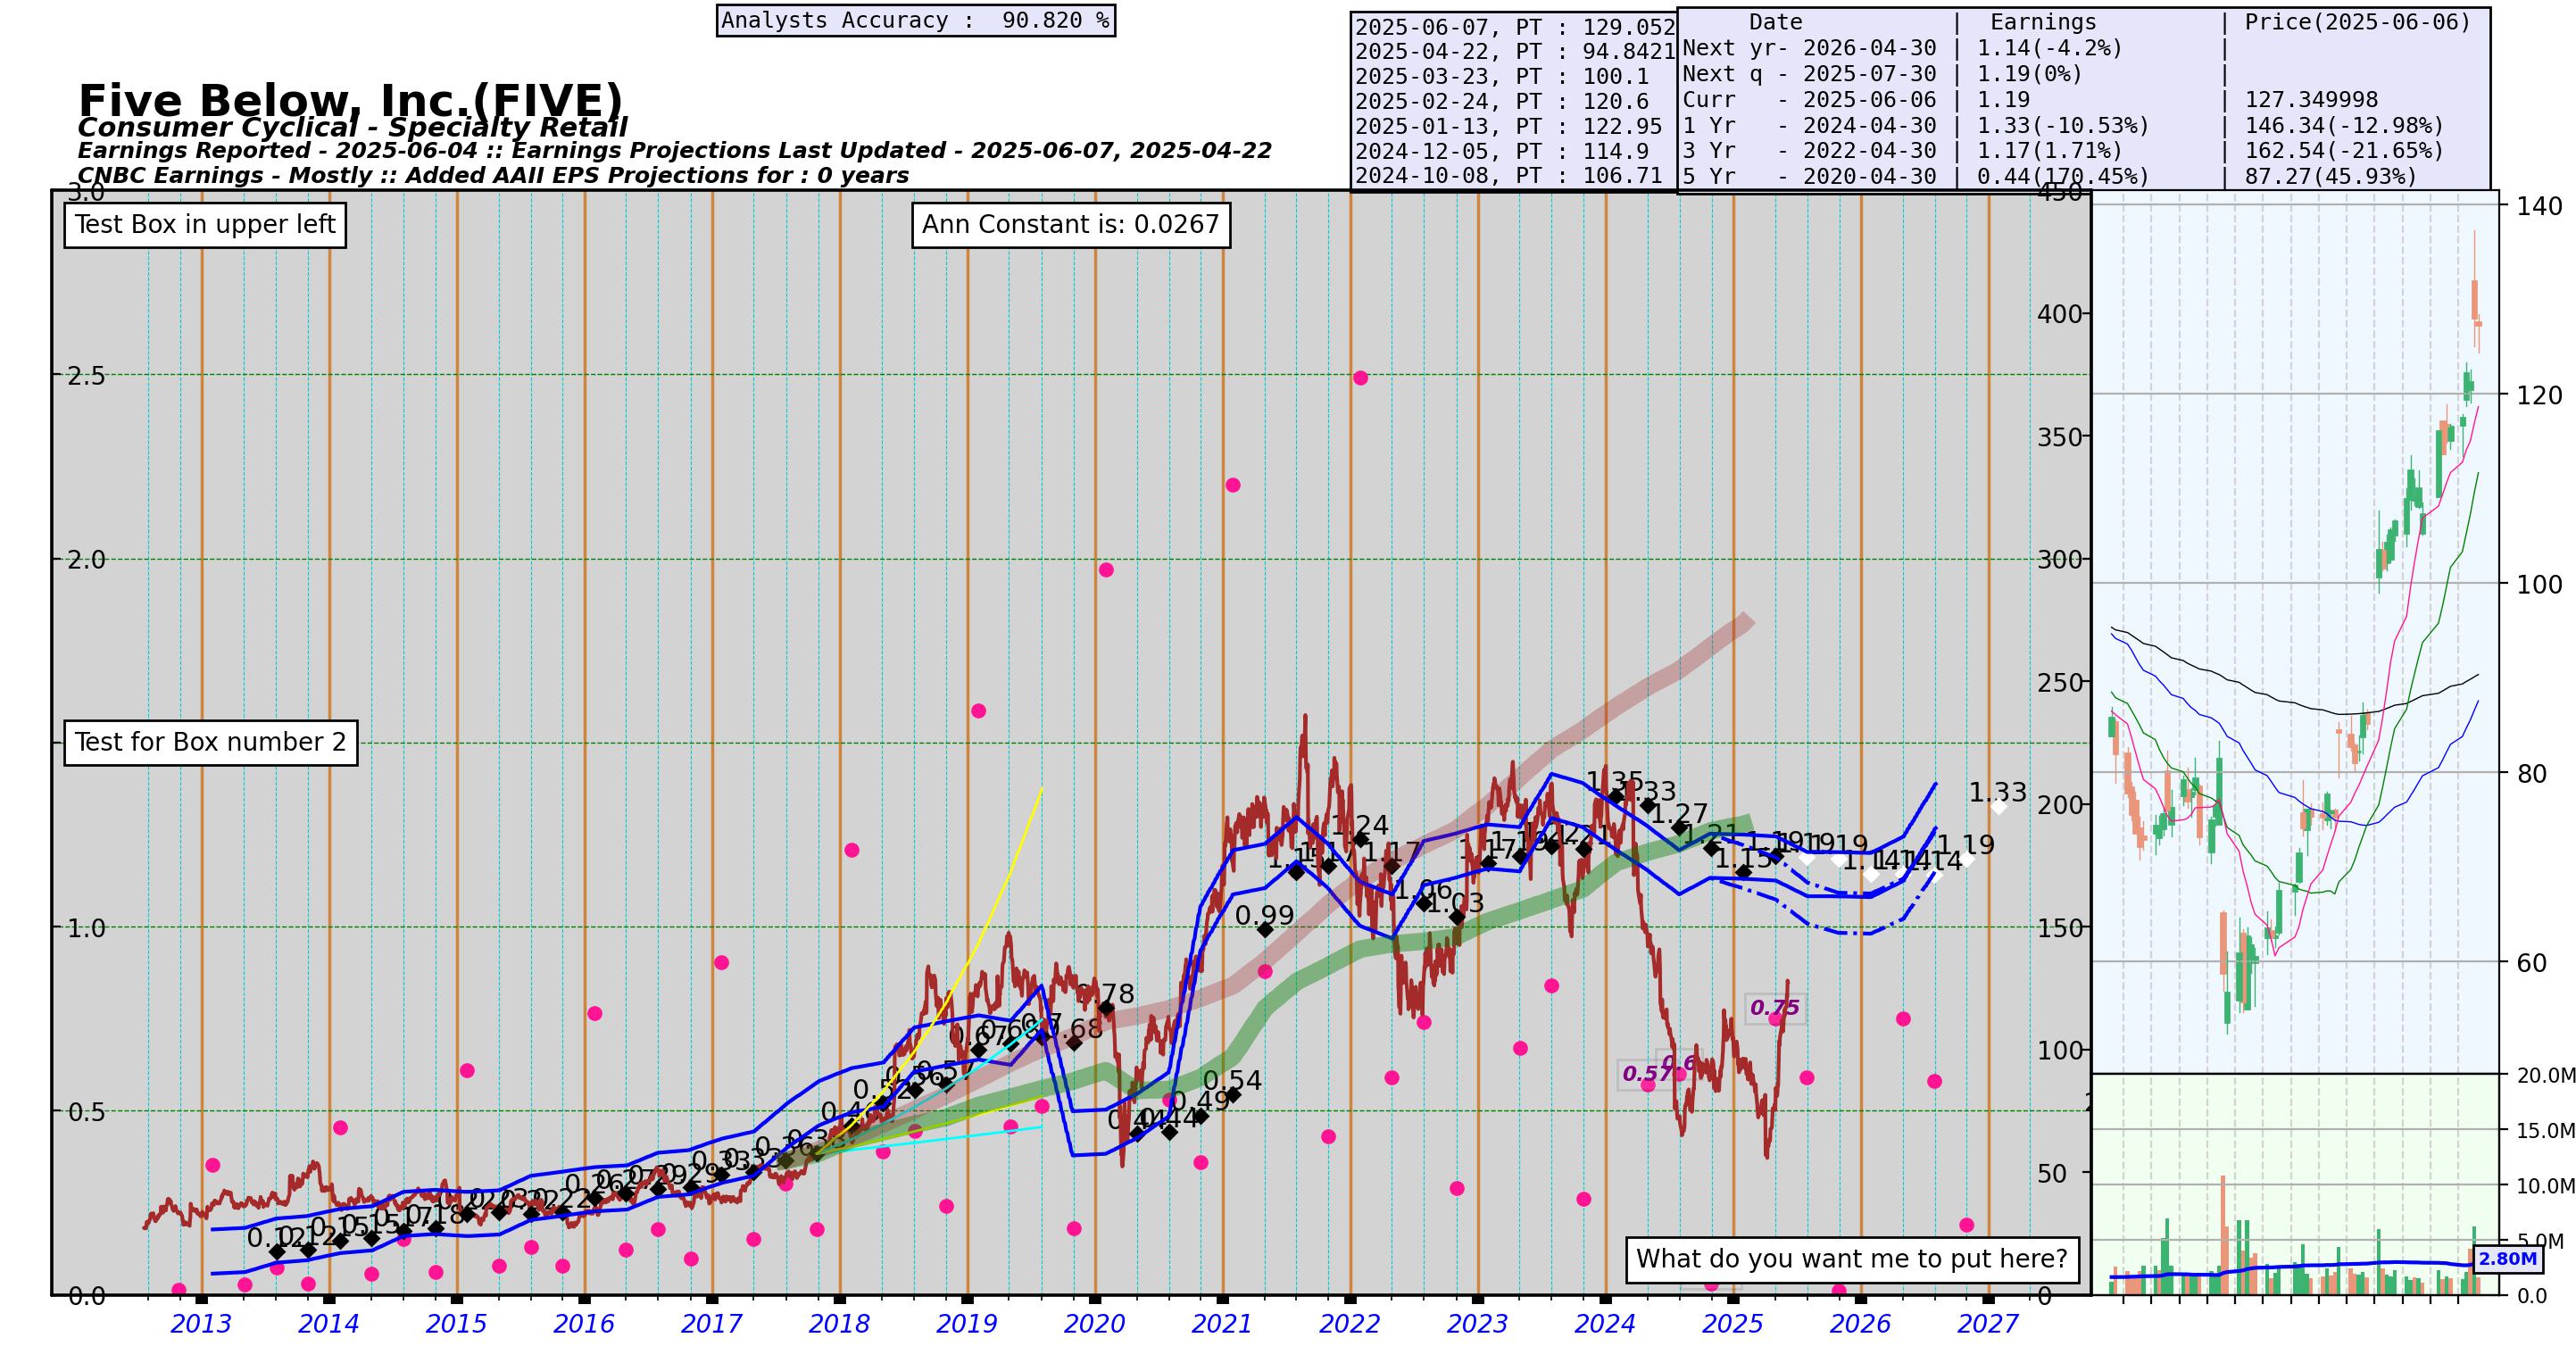 Analysts Accuracy :  90.820 %
2025-06-07, PT : 129.052
2025-04-22, PT : 94.8421
2025-03-23, PT : 100.1
2025-02-24, PT : 120.6
2025-01-13, PT : 122.95
2024-12-05, PT : 114.9
2024-10-08, PT : 106.71
Date | Earnings | Price(2025-06-06)
Next yr- 2026-04-30 | 1.14(-4.2%) |
Next q - 2025-07-30 | 1.19(0%) |
Curr - 2025-06-06 | 1.19 | 127.349998
1 Yr - 2024-04-30 | 1.33(-10.53%) | 146.34(-12.98%)
3 Yr - 2022-04-30 | 1.17(1.71%) | 162.54(-21.65%)
5 Yr - 2020-04-30 | 0.44(170.45%) | 87.27(45.93%)
Five Below, Inc.(FIVE)
Consumer Cyclical - Specialty Retail
Earnings Reported - 2025-06-04 :: Earnings Projections Last Updated - 2025-06-07, 2025-04-22
CNBC Earnings - Mostly :: Added AAII EPS Projections for : 0 years
Test Box in upper left
Ann Constant is: 0.0267
Test for Box number 2
What do you want me to put here?
3.0
2.5
2.0
1.0
0.5
0.0
450
400
350
300
250
200
150
100
50
0
140
120
100
80
60
20.0M
15.0M
10.0M
5.0M
0.0
2.80M
0.78
0.68
0.54
0.49
0.99
1.24
1.17
1.06
1.03
1.35
1.33
1.27
1.21
1.15
1.19
1.14
1.19
1.33
0.57
0.6
0.75
2013 2014 2015 2016 2017 2018 2019 2020 2021 2022 2023 2024 2025 2026 2027